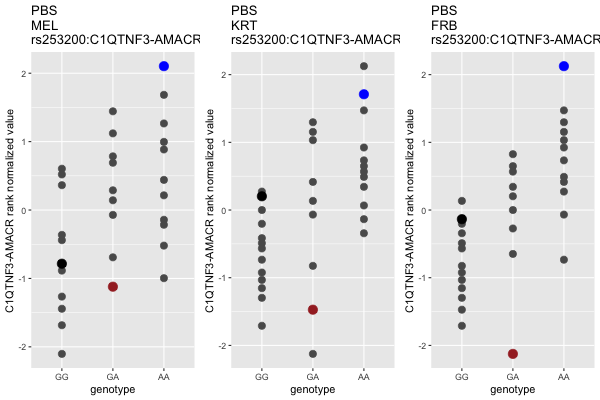 PBS
MEL
rs253200:C1QTNF3-AMACR
C1QTNF3-AMACR rank normalized value
2
1
0
-1
-2
GG GA AA
genotype
PBS
KRT
rs253200:C1QTNF3-AMACR
C1QTNF3-AMACR rank normalized value
2
1
0
-1
-2
GG GA AA
genotype
PBS
FRB
rs253200:C1QTNF3-AMACR
C1QTNF3-AMACR rank normalized value
2
1
0
-1
-2
GG GA AA
genotype